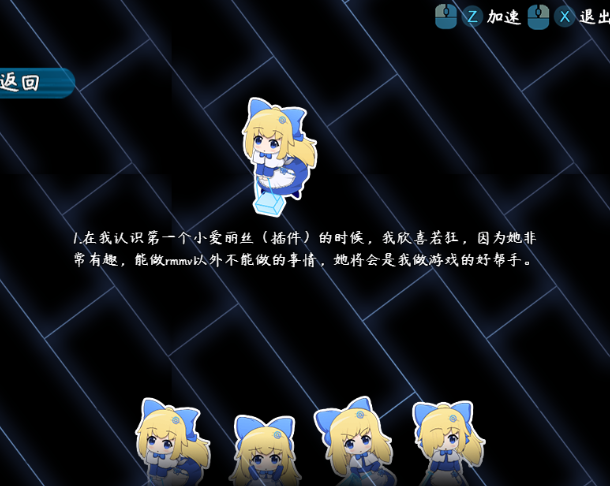 Z 加速 X 退出
返回
1.在我认识第一个小爱丽丝（插件）的时候，我欣喜若狂，因为她非
常有趣，能做rmmv以外不能做的事情，她将会是我做游戏的好帮手。